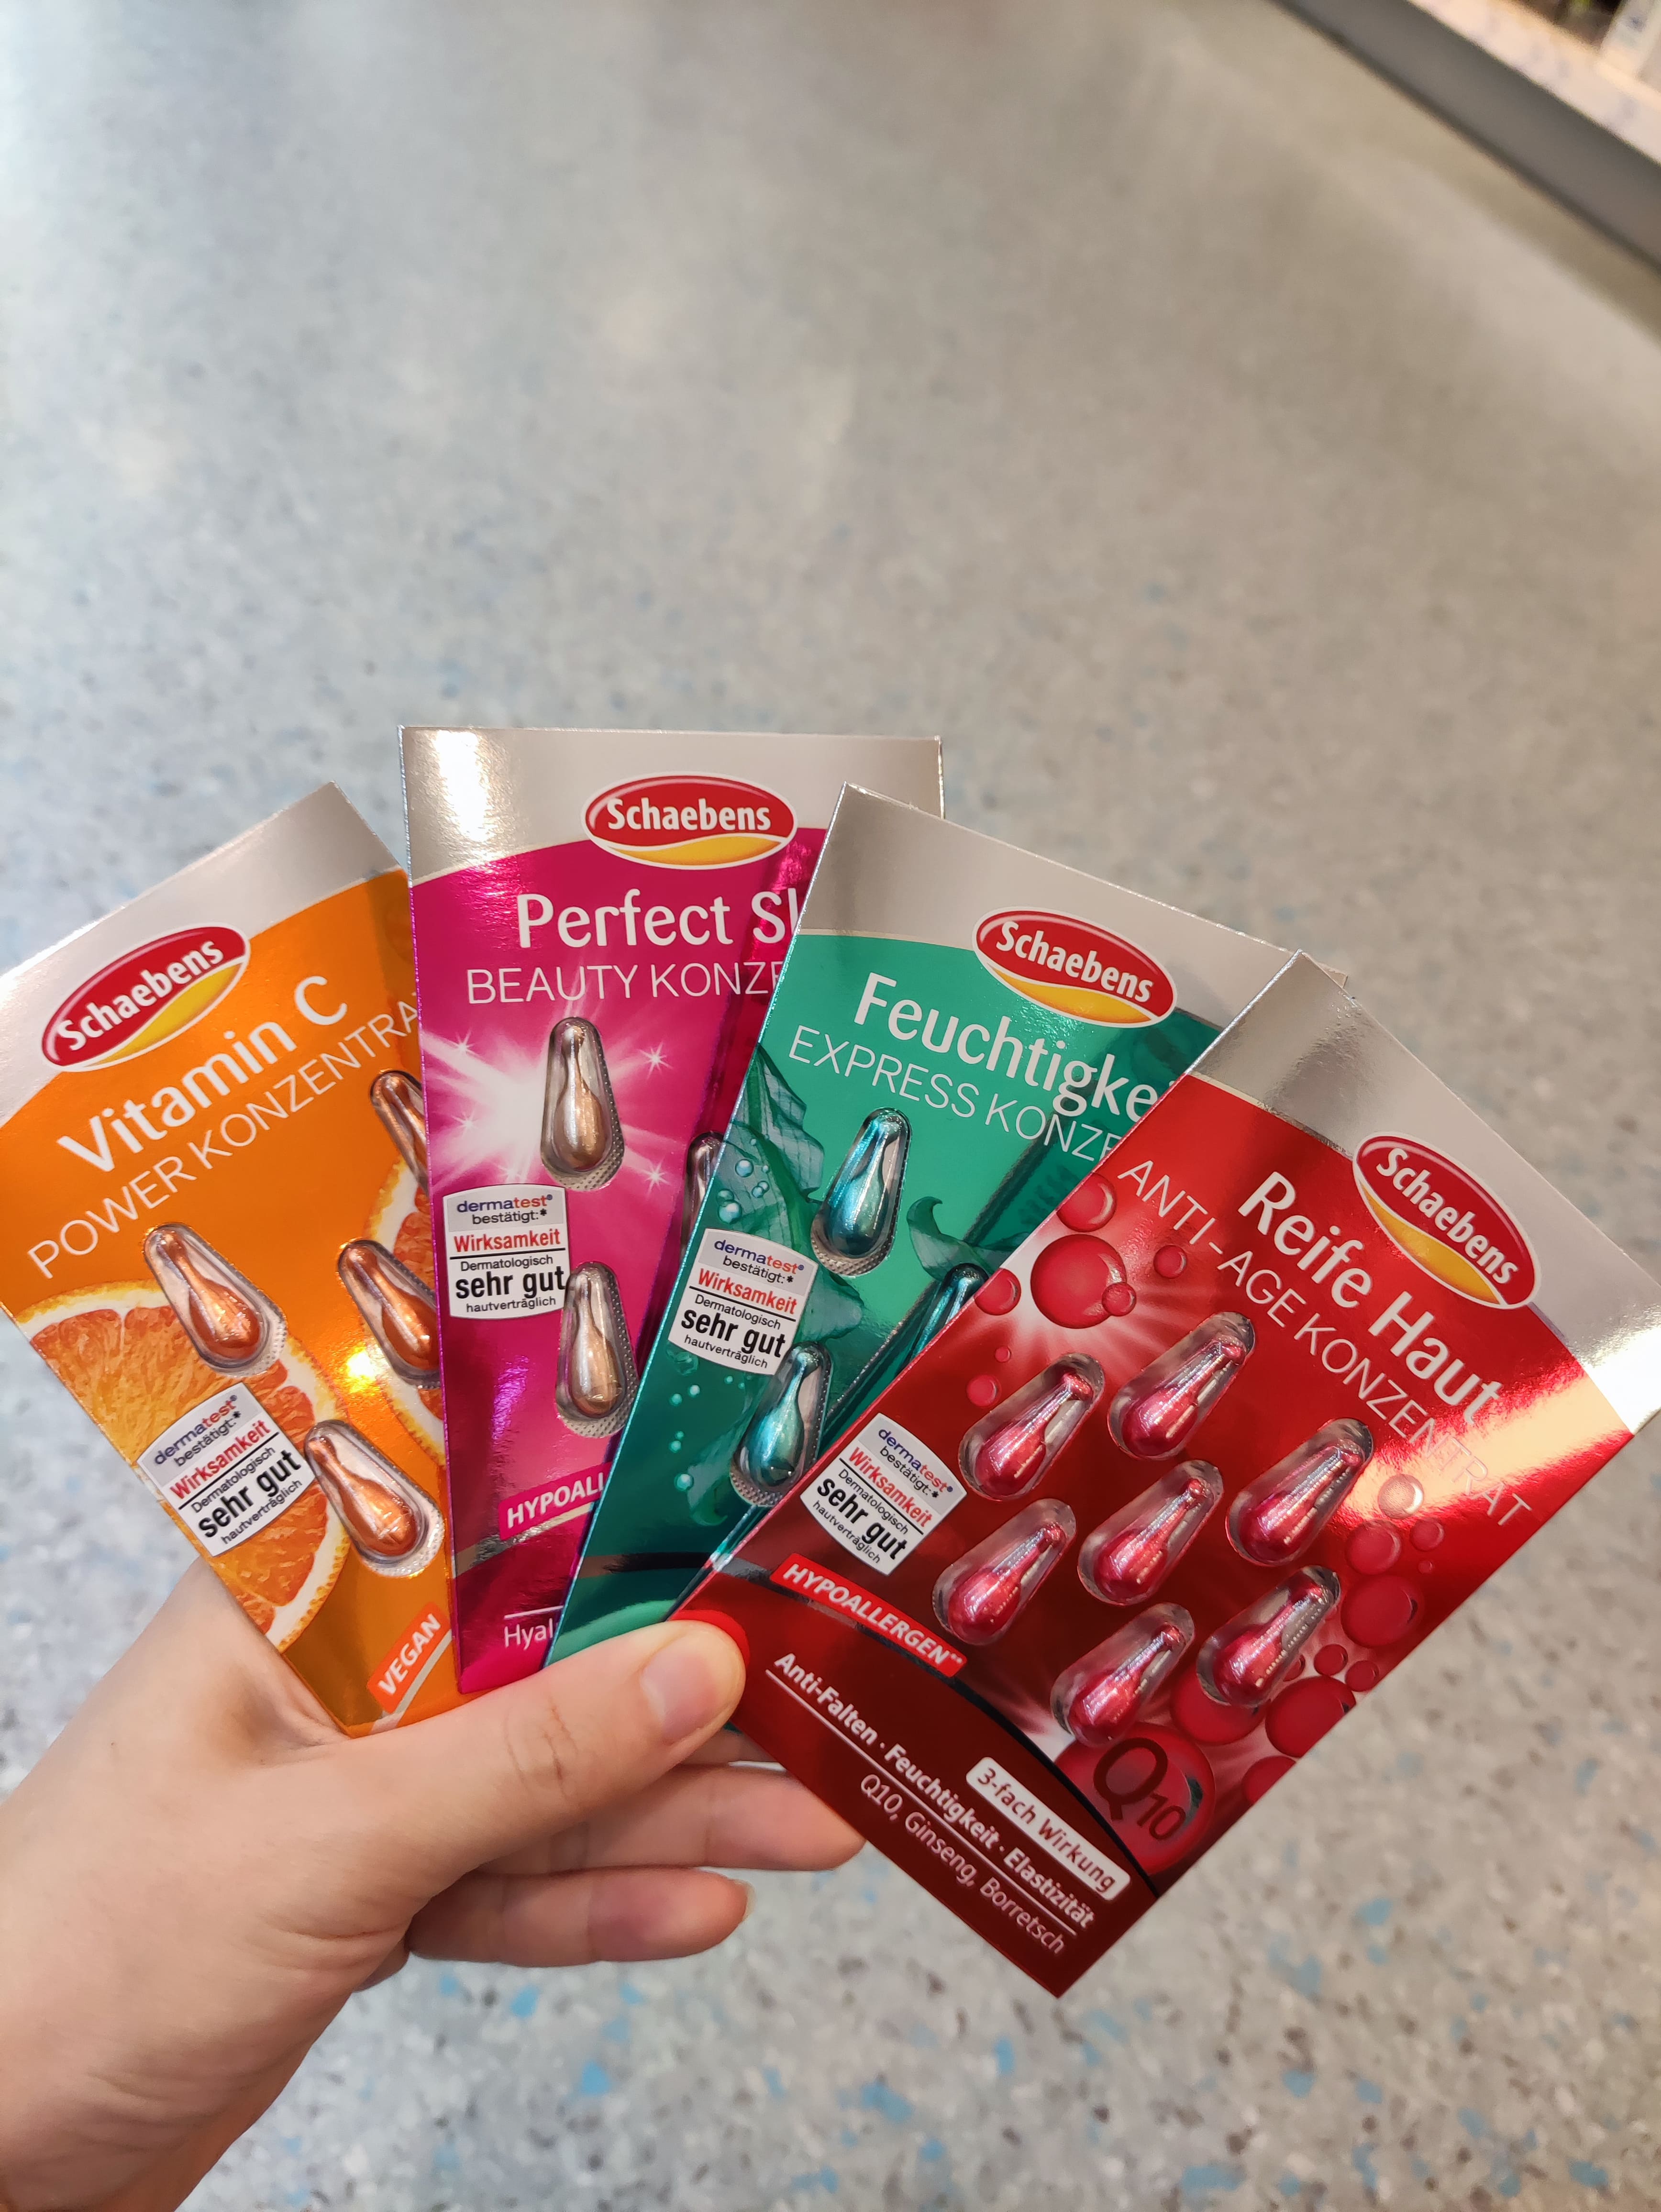 Schaebens
Vitamin C
POWER KONZENTRA
dermatest®
bestätigt:*
Wirksamkeit
Dermatologisch
sehr gut
hautverträglich
VEGAN
Schaebens
Perfect Sk
BEAUTY KONZE
dermatest®
bestätigt:*
Wirksamkeit
Dermatologisch
sehr gut
hautverträglich
HYPOALL
Hyal
Schaebens
Feuchtigkei
EXPRESS KONZE
dermatest®
bestätigt:*
Wirksamkeit
Dermatologisch
sehr gut
hautverträglich
Schaebens
Reife Haut
ANTI-AGE KONZENTRAT
dermatest®
bestätigt:*
Wirksamkeit
Dermatologisch
sehr gut
hautverträglich
HYPOALLERGEN**
Q10
3-fach Wirkung
Anti-Falten · Feuchtigkeit · Elastizität
Q10, Ginseng, Borretsch